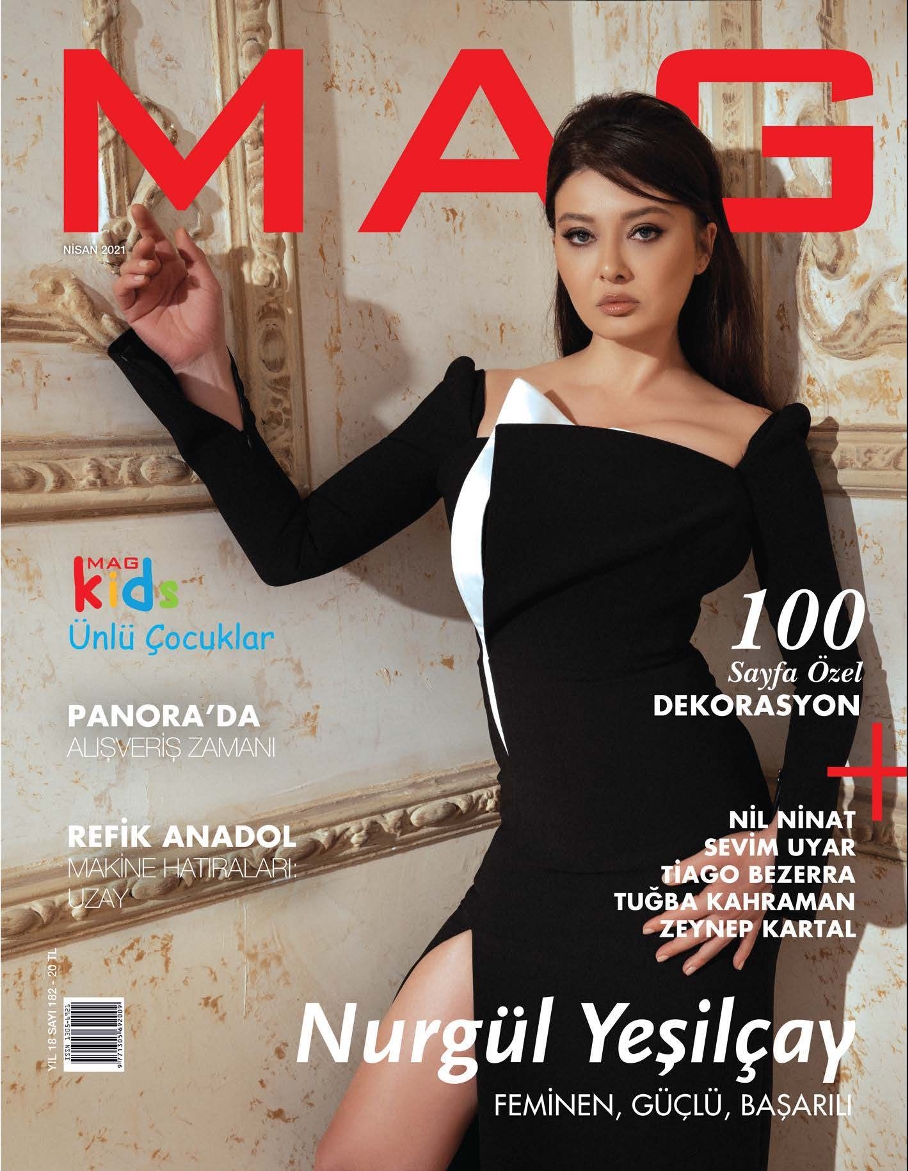 MAG
NİSAN 2021
MAG
kids
Ünlü Çocuklar
PANORA'DA
ALIŞVERİŞ ZAMANI
REFİK ANADOL
MAKİNE HATIRALARI:
UZAY
100
Sayfa Özel
DEKORASYON
+
NİL NİNAT
SEVİM UYAR
TİAGO BEZERRA
TUĞBA KAHRAMAN
ZEYNEP KARTAL
YIL 18 SAYI 182 - 20 TL
Nurgül Yeşilçay
FEMİNEN, GÜÇLÜ, BAŞARILI